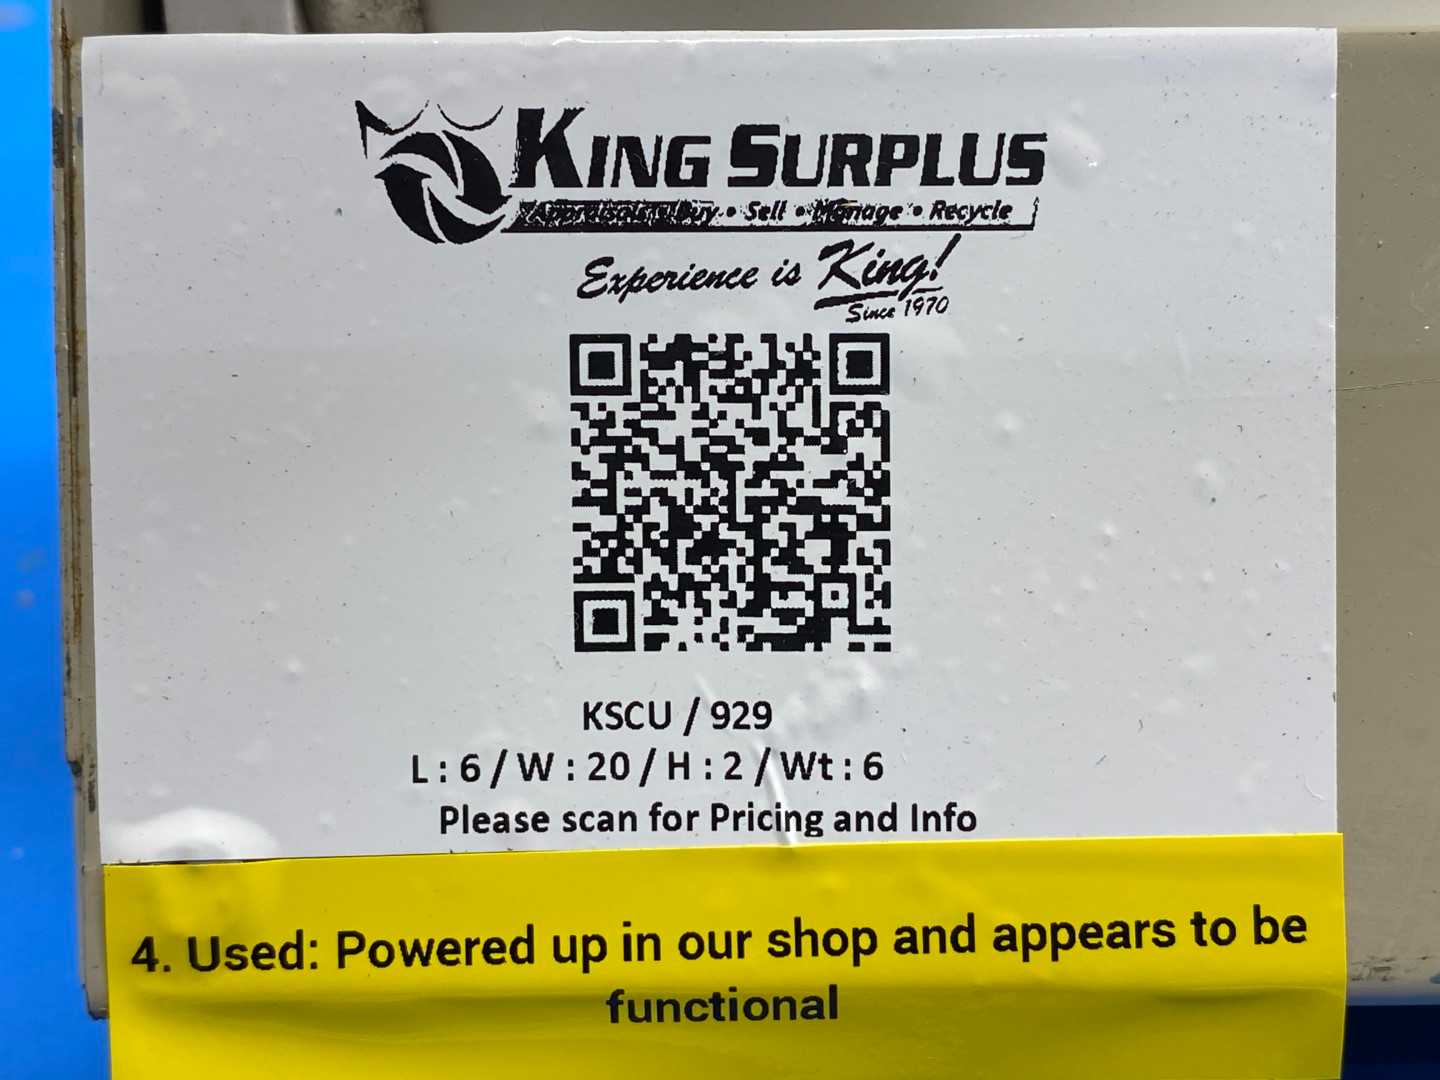 KING SURPLUS
Appraisals • Buy • Sell • Manage • Recycle
Experience is King!
Since 1970
KSCU / 929
L : 6 / W : 20 / H : 2 / Wt : 6
Please scan for Pricing and Info
4. Used: Powered up in our shop and appears to be
functional